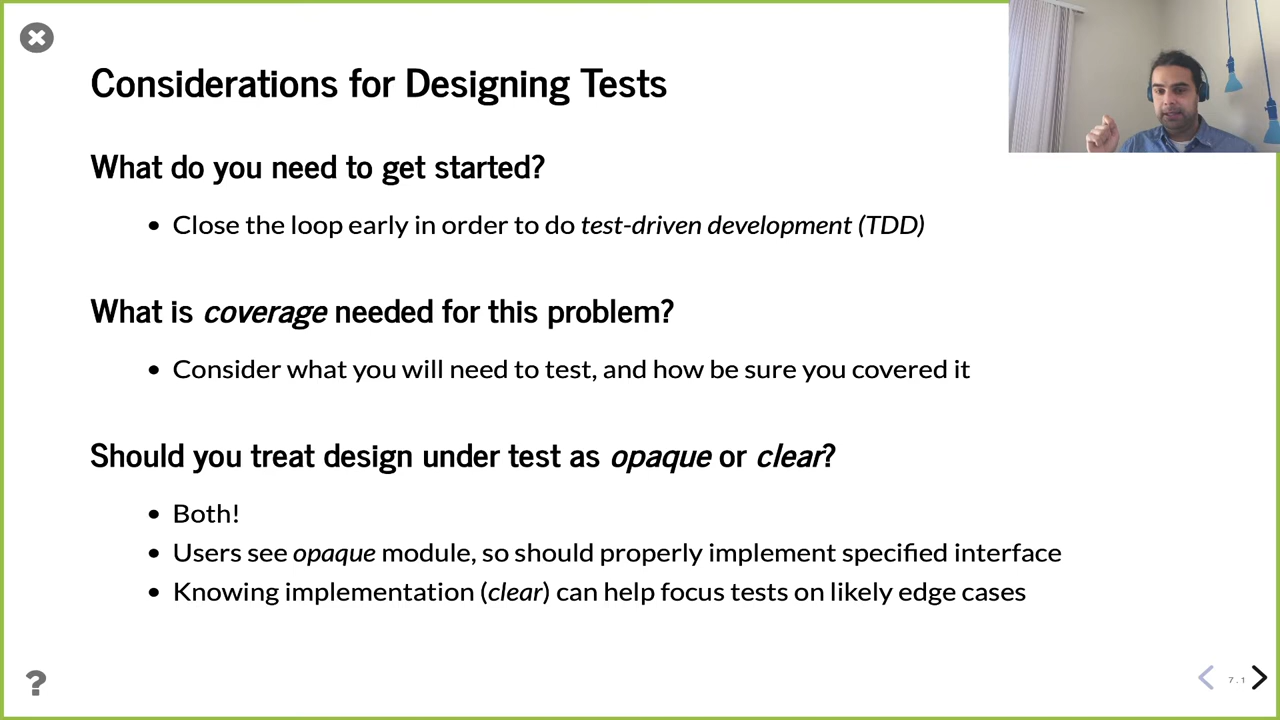 Considerations for Designing Tests
What do you need to get started?
• Close the loop early in order to do test-driven development (TDD)
What is coverage needed for this problem?
• Consider what you will need to test, and how be sure you covered it
Should you treat design under test as opaque or clear?
• Both!
• Users see opaque module, so should properly implement specified interface
• Knowing implementation (clear) can help focus tests on likely edge cases
?
7.1